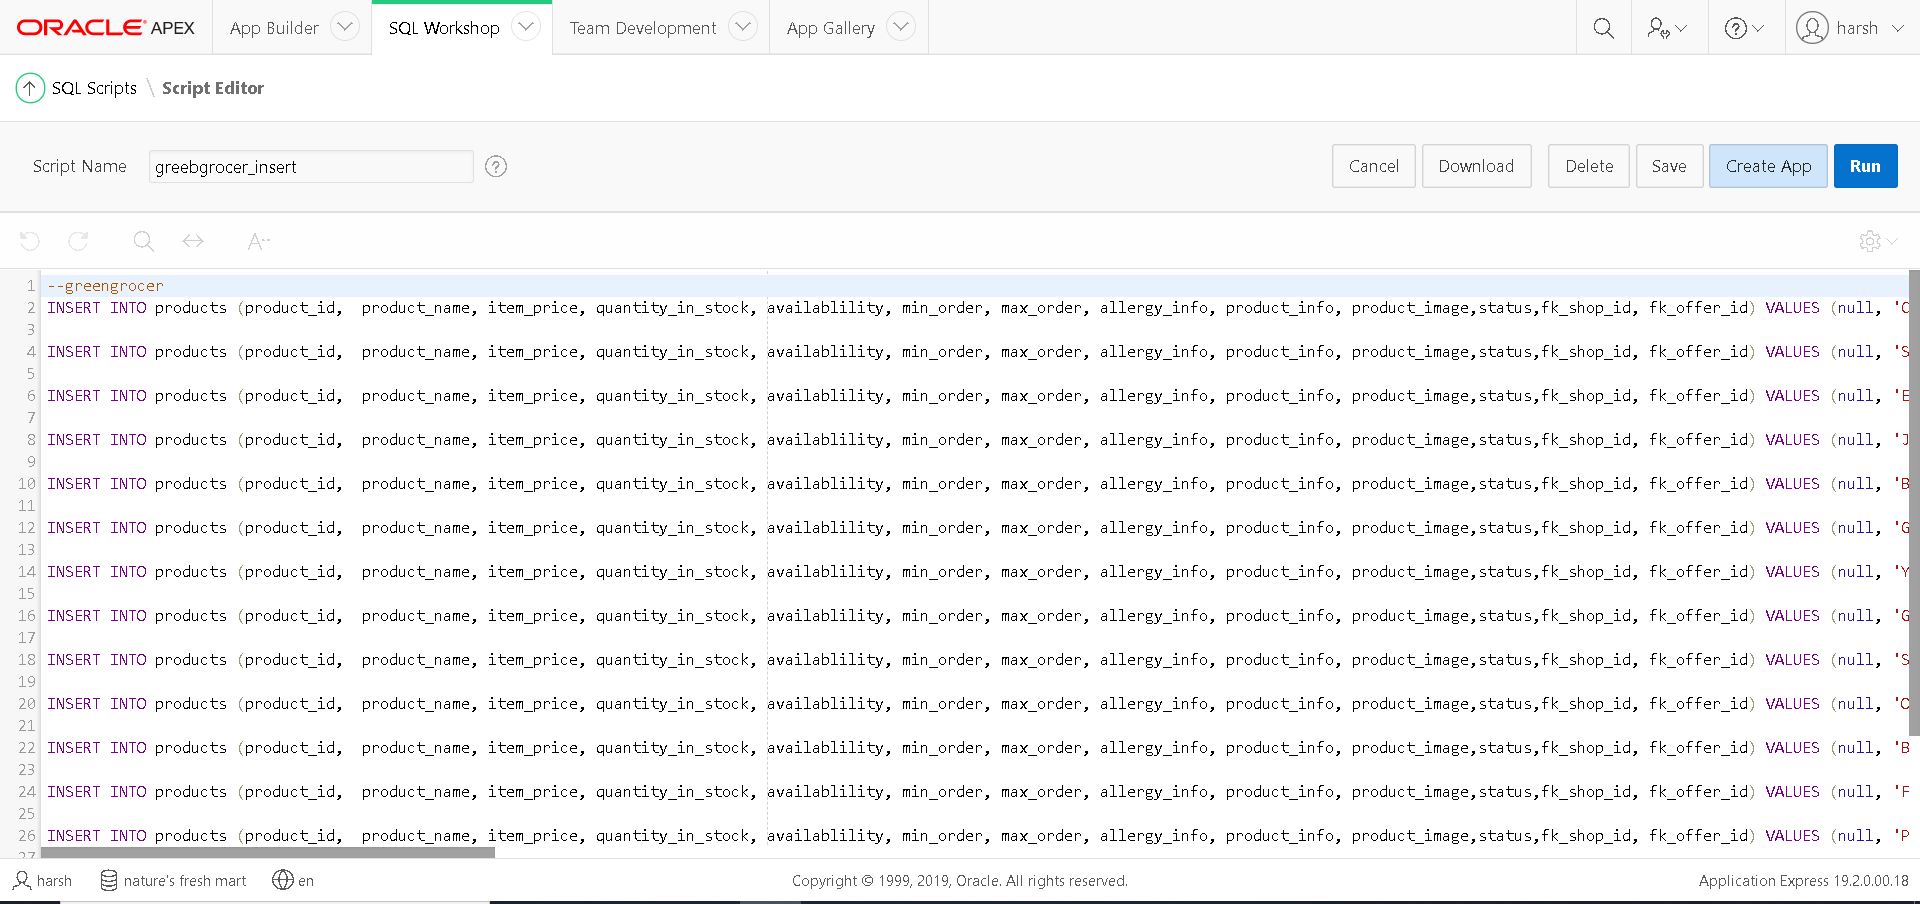 ORACLE APEX App Builder SQL Workshop Team Development App Gallery harsh
SQL Scripts \ Script Editor
Script Name greebgrocer_insert ? Cancel Download Delete Save Create App Run
A··
1 --greengrocer
2 INSERT INTO products (product_id,  product_name, item_price, quantity_in_stock, availablility, min_order, max_order, allergy_info, product_info, product_image,status,fk_shop_id, fk_offer_id) VALUES (null, 'C
3
4 INSERT INTO products (product_id,  product_name, item_price, quantity_in_stock, availablility, min_order, max_order, allergy_info, product_info, product_image,status,fk_shop_id, fk_offer_id) VALUES (null, 'S
5
6 INSERT INTO products (product_id,  product_name, item_price, quantity_in_stock, availablility, min_order, max_order, allergy_info, product_info, product_image,status,fk_shop_id, fk_offer_id) VALUES (null, 'E
7
8 INSERT INTO products (product_id,  product_name, item_price, quantity_in_stock, availablility, min_order, max_order, allergy_info, product_info, product_image,status,fk_shop_id, fk_offer_id) VALUES (null, 'J
9
10 INSERT INTO products (product_id,  product_name, item_price, quantity_in_stock, availablility, min_order, max_order, allergy_info, product_info, product_image,status,fk_shop_id, fk_offer_id) VALUES (null, 'B
11
12 INSERT INTO products (product_id,  product_name, item_price, quantity_in_stock, availablility, min_order, max_order, allergy_info, product_info, product_image,status,fk_shop_id, fk_offer_id) VALUES (null, 'G
13
14 INSERT INTO products (product_id,  product_name, item_price, quantity_in_stock, availablility, min_order, max_order, allergy_info, product_info, product_image,status,fk_shop_id, fk_offer_id) VALUES (null, 'Y
15
16 INSERT INTO products (product_id,  product_name, item_price, quantity_in_stock, availablility, min_order, max_order, allergy_info, product_info, product_image,status,fk_shop_id, fk_offer_id) VALUES (null, 'G
17
18 INSERT INTO products (product_id,  product_name, item_price, quantity_in_stock, availablility, min_order, max_order, allergy_info, product_info, product_image,status,fk_shop_id, fk_offer_id) VALUES (null, 'S
19
20 INSERT INTO products (product_id,  product_name, item_price, quantity_in_stock, availablility, min_order, max_order, allergy_info, product_info, product_image,status,fk_shop_id, fk_offer_id) VALUES (null, 'O
21
22 INSERT INTO products (product_id,  product_name, item_price, quantity_in_stock, availablility, min_order, max_order, allergy_info, product_info, product_image,status,fk_shop_id, fk_offer_id) VALUES (null, 'B
23
24 INSERT INTO products (product_id,  product_name, item_price, quantity_in_stock, availablility, min_order, max_order, allergy_info, product_info, product_image,status,fk_shop_id, fk_offer_id) VALUES (null, 'F
25
26 INSERT INTO products (product_id,  product_name, item_price, quantity_in_stock, availablility, min_order, max_order, allergy_info, product_info, product_image,status,fk_shop_id, fk_offer_id) VALUES (null, 'P
27
harsh nature's fresh mart en Copyright © 1999, 2019, Oracle. All rights reserved. Application Express 19.2.0.00.18